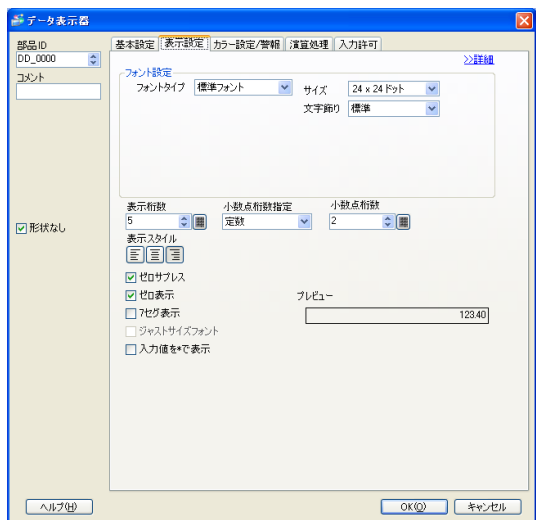 データ表示器
部品ID
DD_0000
コメント
形状なし
基本設定 表示設定 カラー設定/警報 演算処理 入力許可
>>詳細
フォント設定
フォントタイプ 標準フォント サイズ 24 x 24 ドット
文字飾り 標準
表示桁数 小数点桁数指定 小数点桁数
5 定数 2
表示スタイル
ゼロサプレス
ゼロ表示 プレビュー
7セグ表示 123.40
ジャストサイズフォント
入力値を*で表示
ヘルプ(H) OK(O) キャンセル